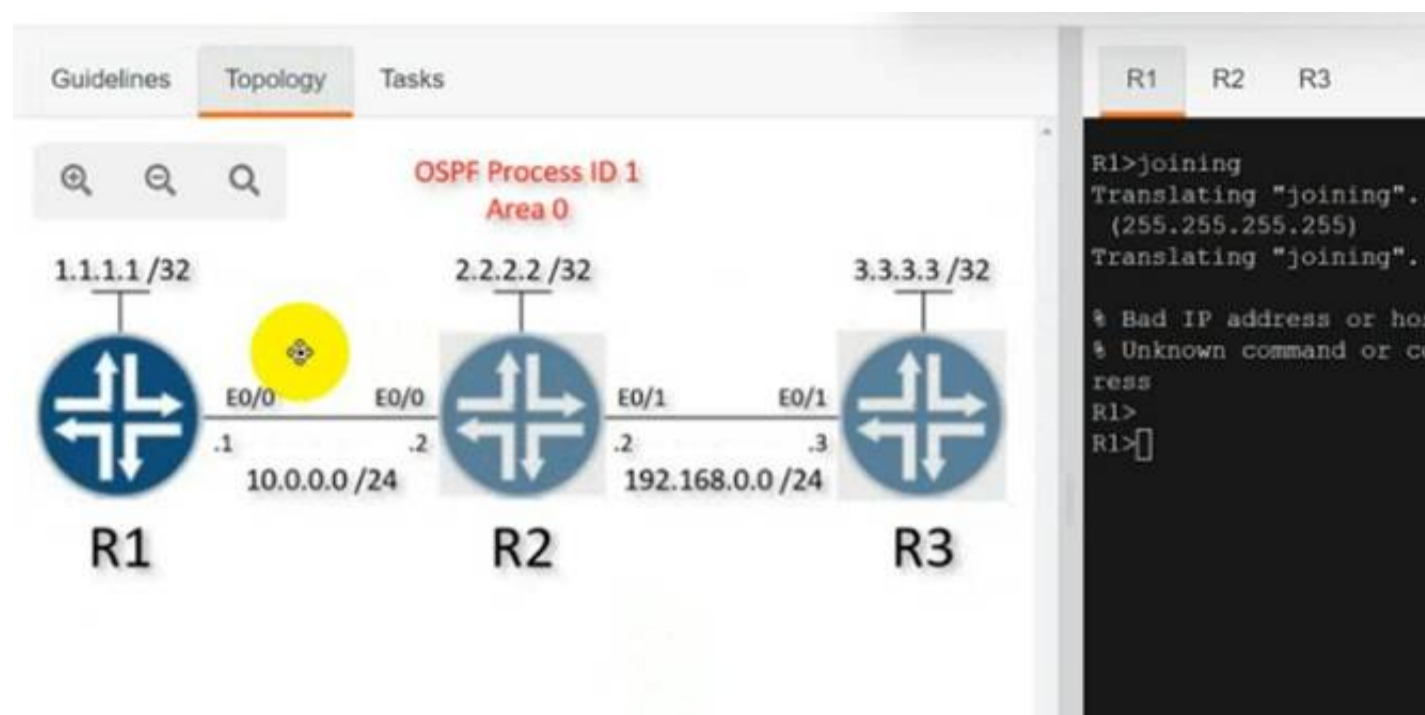 Guidelines Topology Tasks
OSPF Process ID 1
Area 0
1.1.1.1 /32 2.2.2.2 /32 3.3.3.3 /32
E0/0 E0/0 E0/1 E0/1
.1 .2 .2 .3
10.0.0.0 /24 192.168.0.0 /24
R1 R2 R3
R1 R2 R3
R1>joining
Translating "joining".
(255.255.255.255)
Translating "joining".
% Bad IP address or ho
% Unknown command or c
ress
R1>
R1>